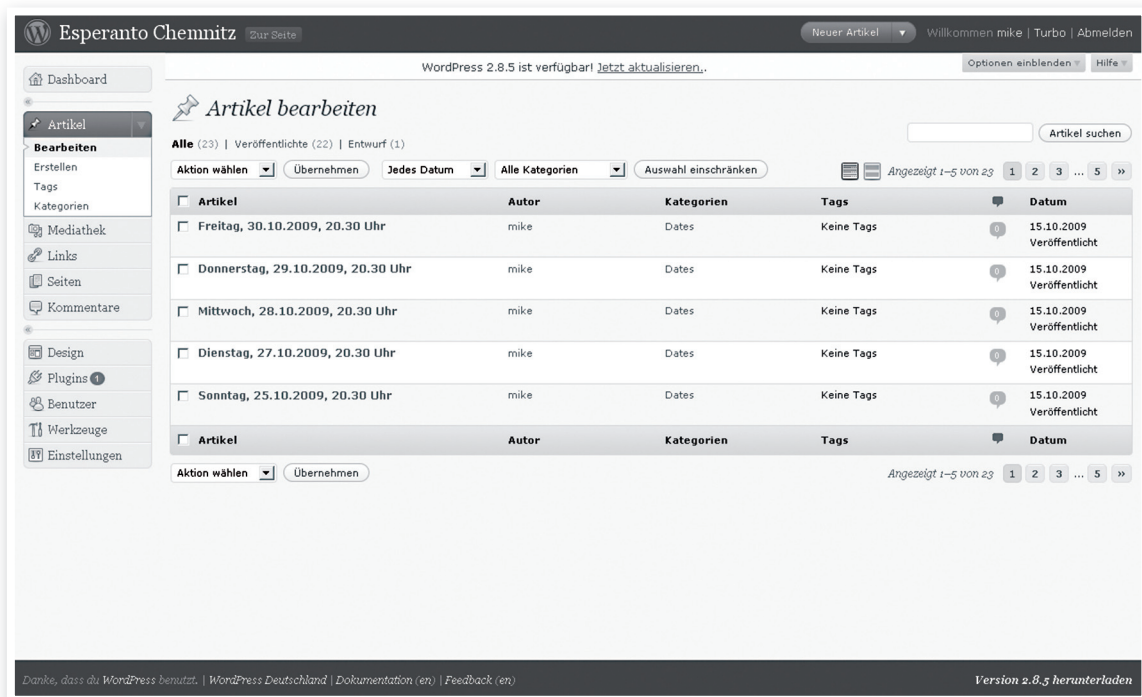 Esperanto Chemnitz Zur Seite Neuer Artikel Willkommen mike | Turbo | Abmelden
WordPress 2.8.5 ist verfügbar! Jetzt aktualisieren.. Optionen einblenden Hilfe
Dashboard
Artikel
Bearbeiten
Erstellen
Tags
Kategorien
Mediathek
Links
Seiten
Kommentare
Design
Plugins 1
Benutzer
Werkzeuge
Einstellungen
Artikel bearbeiten
Alle (23) | Veröffentlichte (22) | Entwurf (1) Artikel suchen
Aktion wählen Übernehmen Jedes Datum Alle Kategorien Auswahl einschränken Angezeigt 1–5 von 23 1 2 3 ... 5 »
Artikel Autor Kategorien Tags Datum
Freitag, 30.10.2009, 20.30 Uhr mike Dates Keine Tags 0 15.10.2009
Veröffentlicht
Donnerstag, 29.10.2009, 20.30 Uhr mike Dates Keine Tags 0 15.10.2009
Veröffentlicht
Mittwoch, 28.10.2009, 20.30 Uhr mike Dates Keine Tags 0 15.10.2009
Veröffentlicht
Dienstag, 27.10.2009, 20.30 Uhr mike Dates Keine Tags 0 15.10.2009
Veröffentlicht
Sonntag, 25.10.2009, 20.30 Uhr mike Dates Keine Tags 0 15.10.2009
Veröffentlicht
Artikel Autor Kategorien Tags Datum
Aktion wählen Übernehmen Angezeigt 1–5 von 23 1 2 3 ... 5 »
Danke, dass du WordPress benutzt. | WordPress Deutschland | Dokumentation (en) | Feedback (en) Version 2.8.5 herunterladen